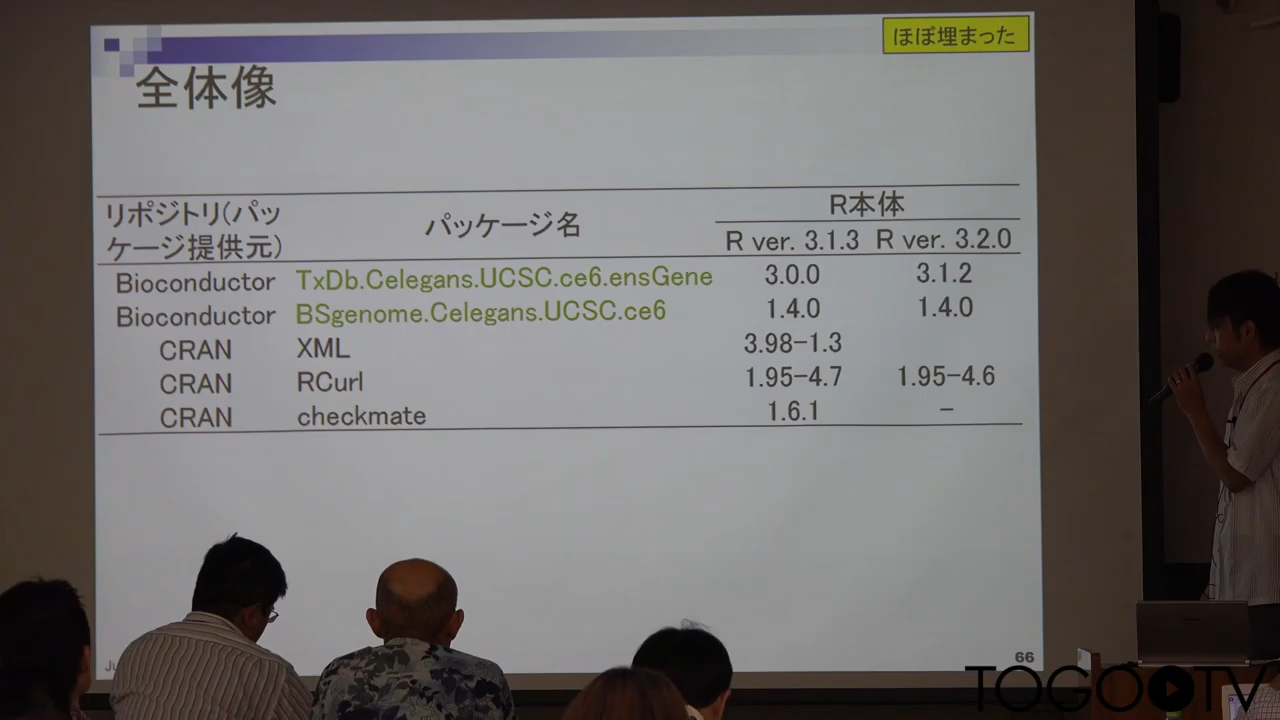 ほぼ埋まった
全体像
リポジトリ(パッ
ケージ提供元)
パッケージ名
R本体
R ver. 3.1.3 R ver. 3.2.0
Bioconductor TxDb.Celegans.UCSC.ce6.ensGene 3.0.0 3.1.2
Bioconductor BSgenome.Celegans.UCSC.ce6 1.4.0 1.4.0
CRAN XML 3.98-1.3
CRAN RCurl 1.95-4.7 1.95-4.6
CRAN checkmate 1.6.1 -
66
TOGOTV